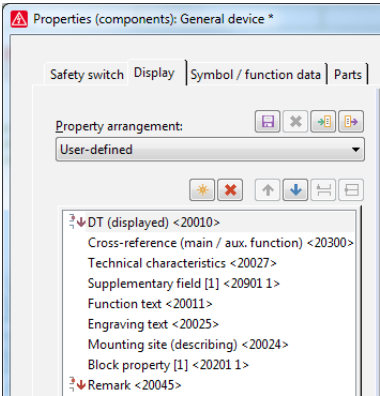 Properties (components): General device *
Safety switch Display Symbol / function data Parts
Property arrangement:
User-defined
DT (displayed) <20010>
Cross-reference (main / aux. function) <20300>
Technical characteristics <20027>
Supplementary field [1] <20901 1>
Function text <20011>
Engraving text <20025>
Mounting site (describing) <20024>
Block property [1] <20201 1>
Remark <20045>